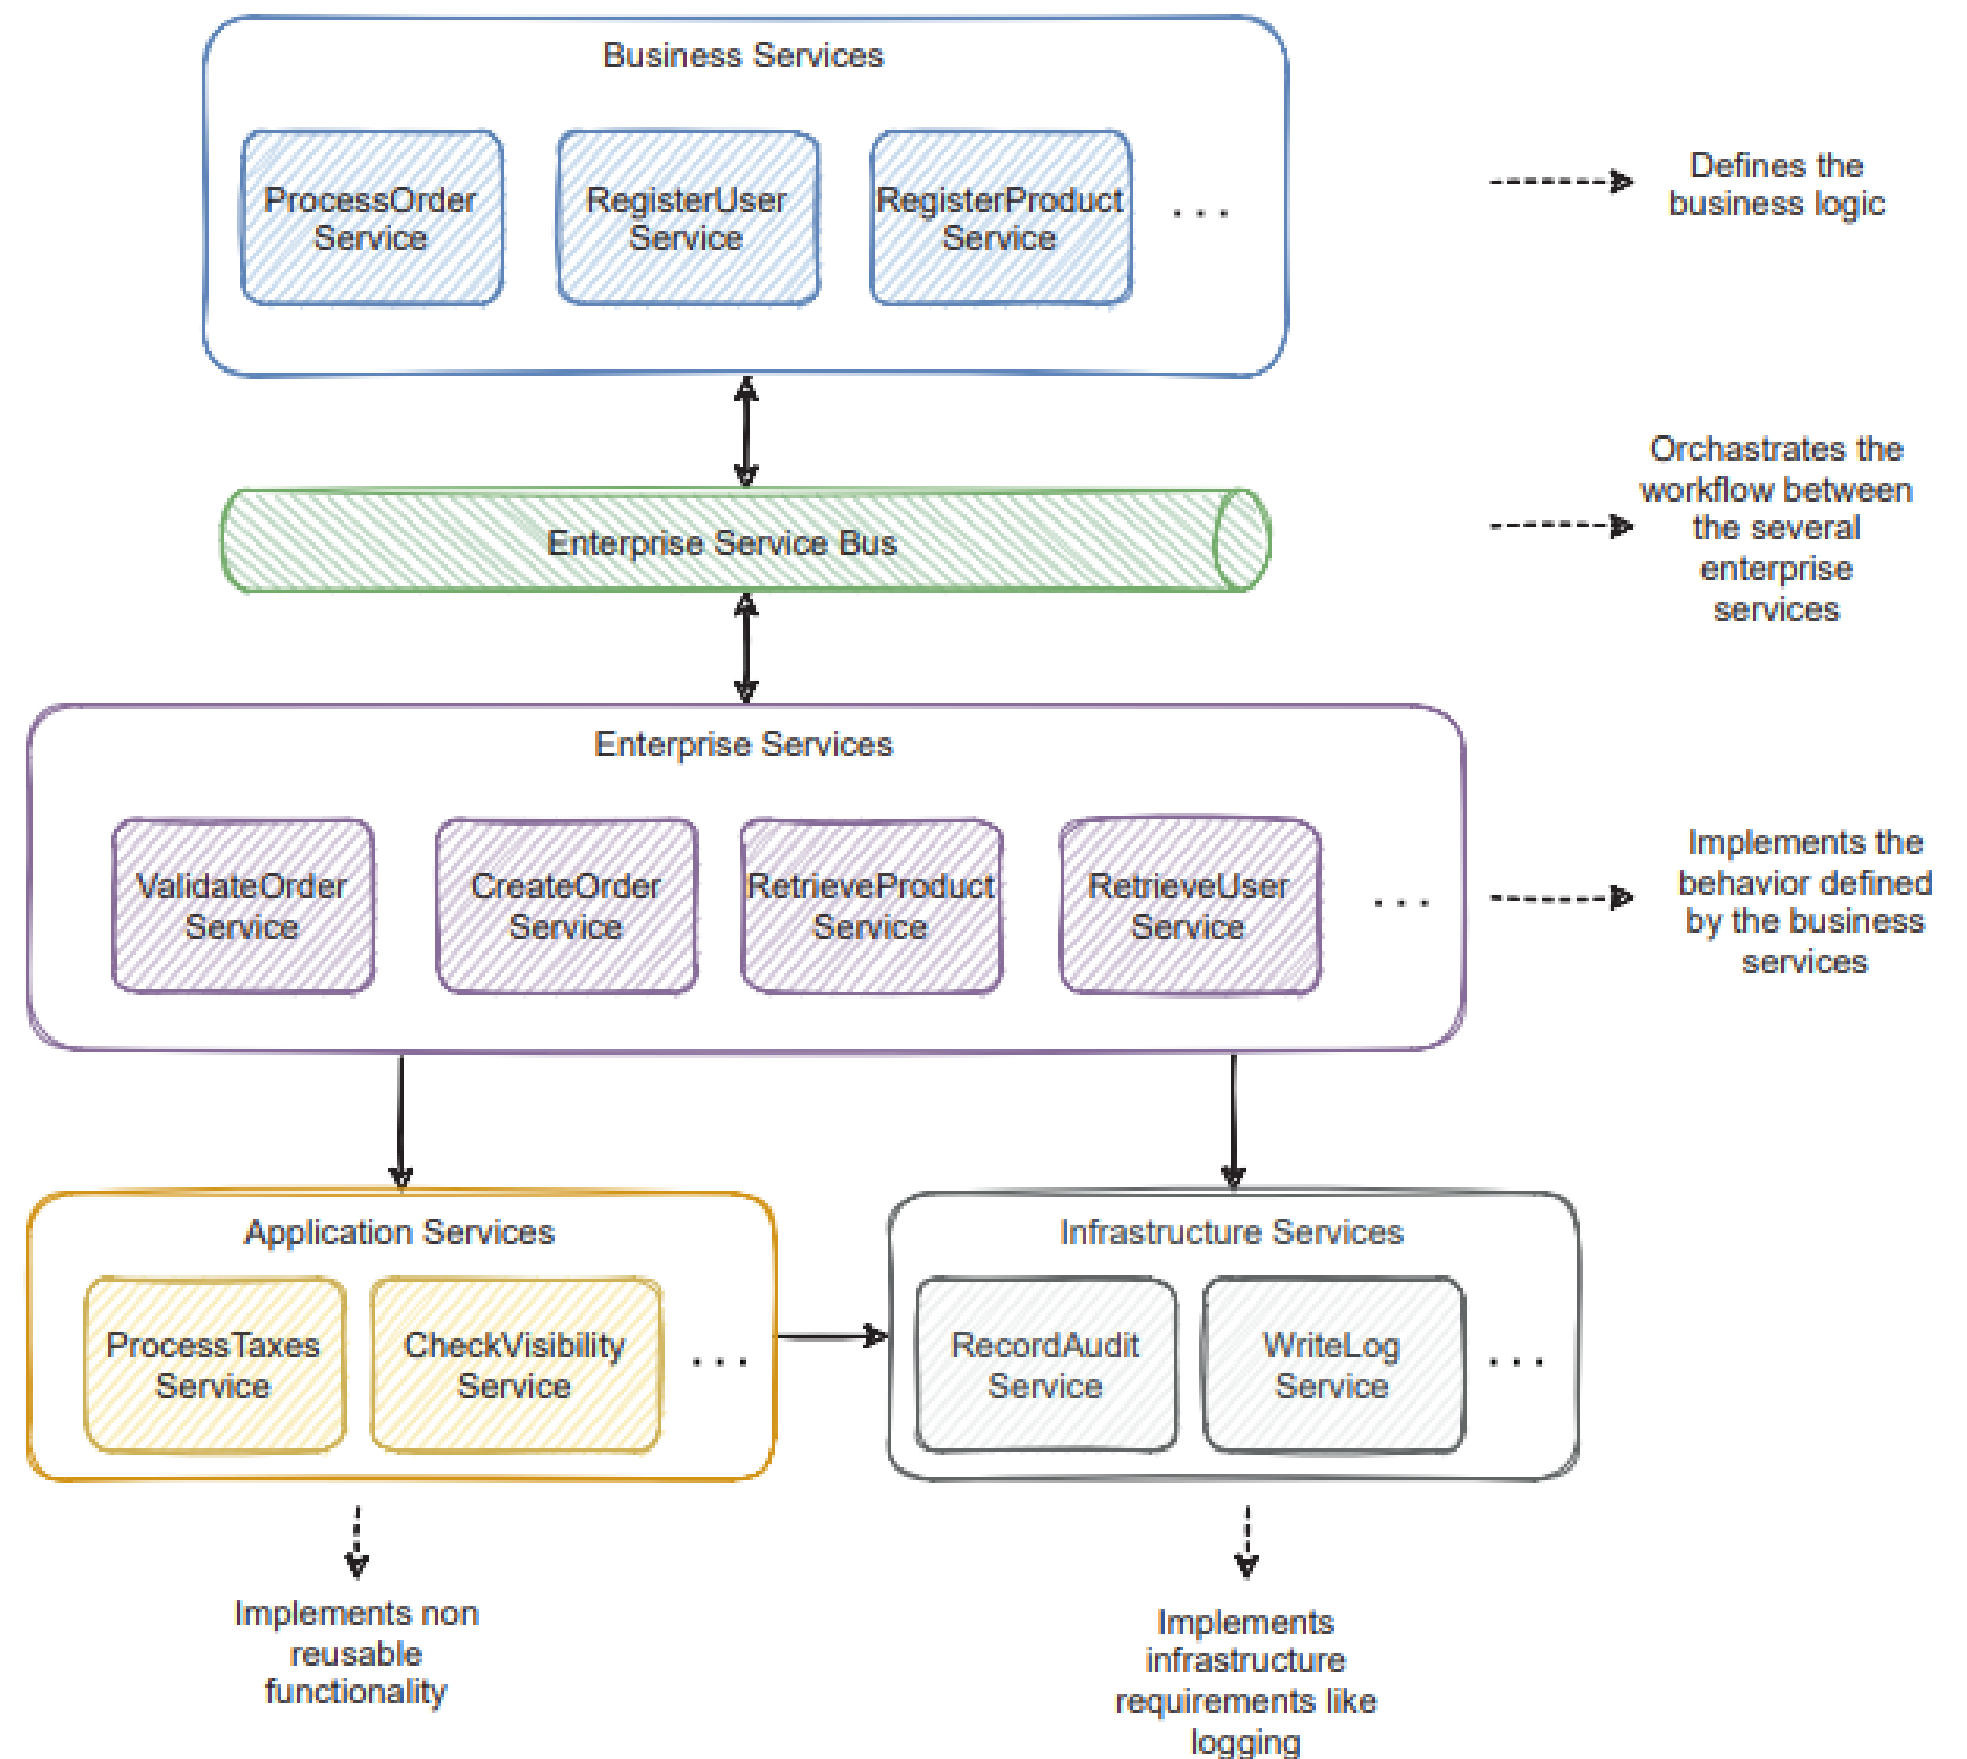 Business Services
ProcessOrder
Service
RegisterUser
Service
RegisterProduct
Service
...
Defines the
business logic
Enterprise Service Bus
Orchastrates the
workflow between
the several
enterprise
services
Enterprise Services
ValidateOrder
Service
CreateOrder
Service
RetrieveProduct
Service
RetrieveUser
Service
...
Implements the
behavior defined
by the business
services
Application Services
ProcessTaxes
Service
CheckVisibility
Service
...
Infrastructure Services
RecordAudit
Service
WriteLog
Service
...
Implements non
reusable
functionality
Implements
infrastructure
requirements like
logging